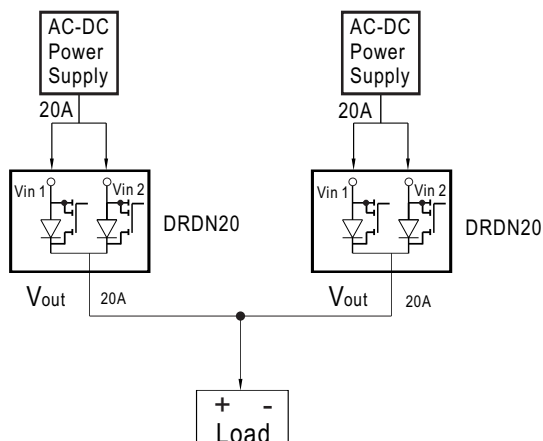 AC-DC
Power
Supply
AC-DC
Power
Supply
20A
20A
Vin 1
Vin 2
DRDN20
Vin 1
Vin 2
DRDN20
Vout
20A
Vout
20A
+ -
Load